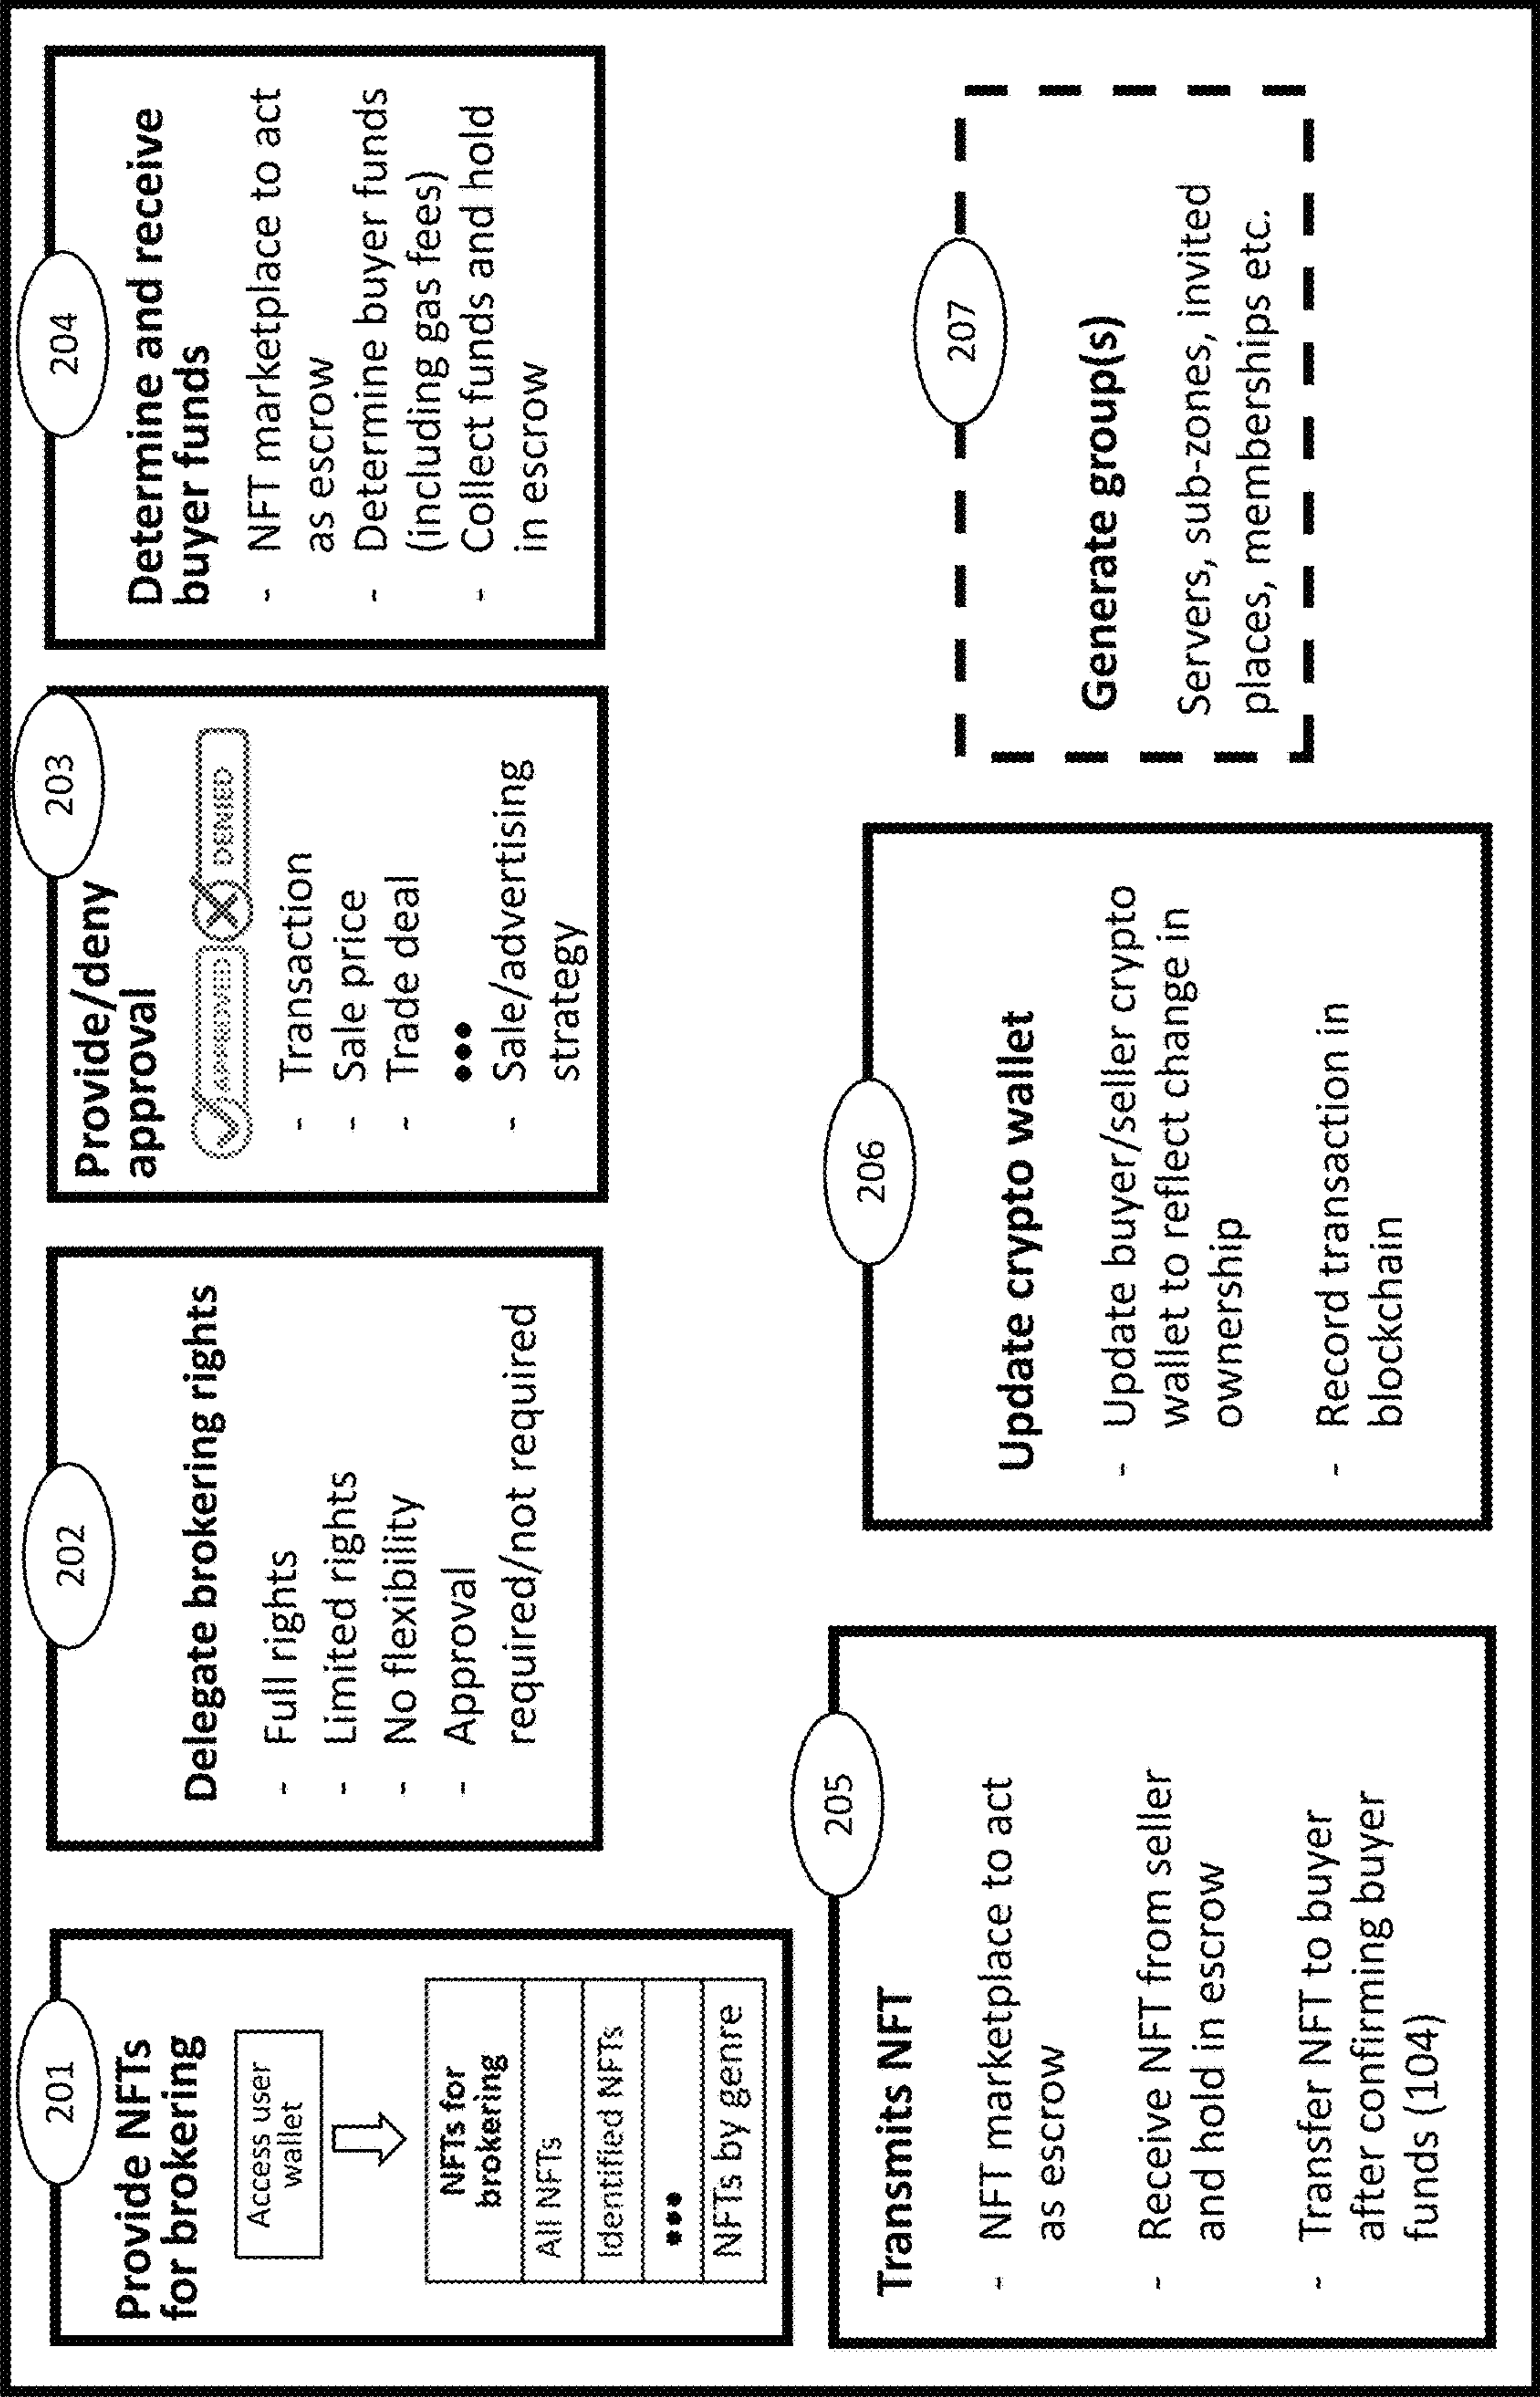 201
Provide NFTs
for brokering
Access user
wallet
NFTs for
brokering
All NFTs
Identified NFTs
•••
NFTs by genre
202
Delegate brokering rights
- Full rights
- Limited rights
- No flexibility
- Approval
required/not required
203
Provide/deny
approval
APPROVED
DENIED
- Transaction
- Sale price
- Trade deal
•••
- Sale/advertising
strategy
204
Determine and receive
buyer funds
- NFT marketplace to act
as escrow
- Determine buyer funds
(including gas fees)
- Collect funds and hold
in escrow
205
Transmits NFT
- NFT marketplace to act
as escrow
- Receive NFT from seller
and hold in escrow
- Transfer NFT to buyer
after confirming buyer
funds (104)
206
Update crypto wallet
- Update buyer/seller crypto
wallet to reflect change in
ownership
- Record transaction in
blockchain
207
Generate group(s)
Servers, sub-zones, invited
places, memberships etc.